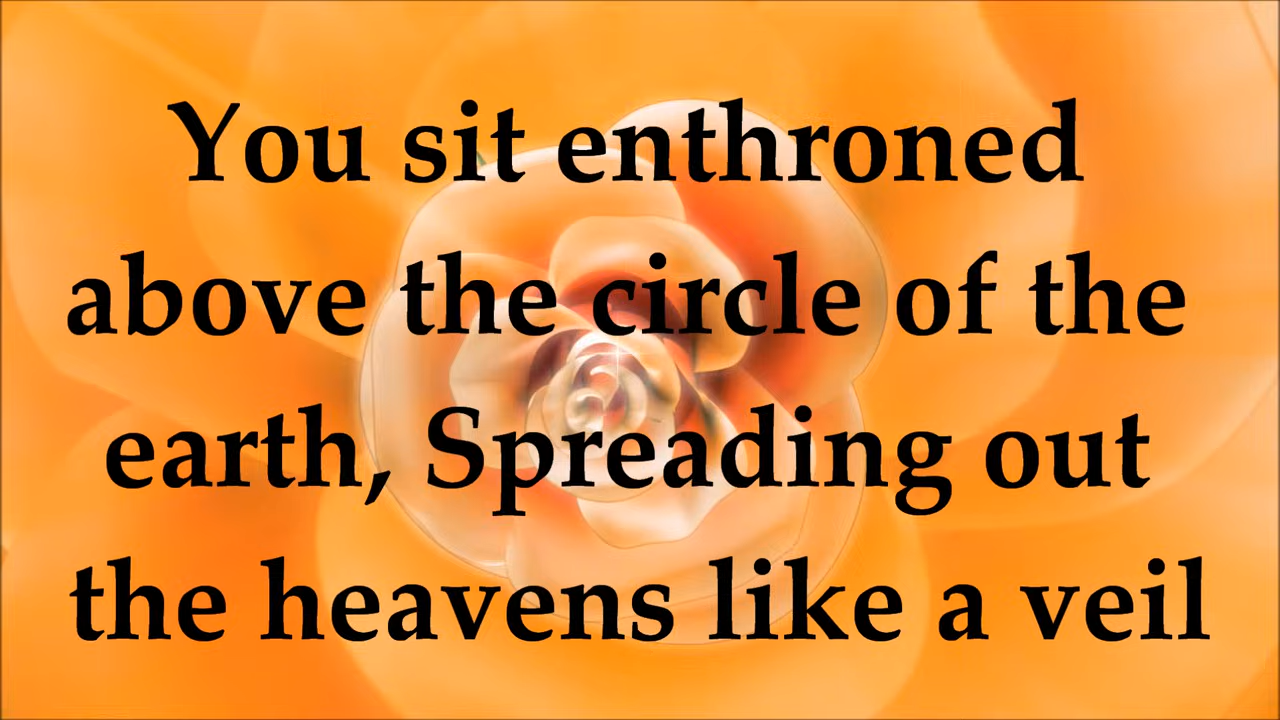 You sit enthroned
above the circle of the
earth, Spreading out
the heavens like a veil